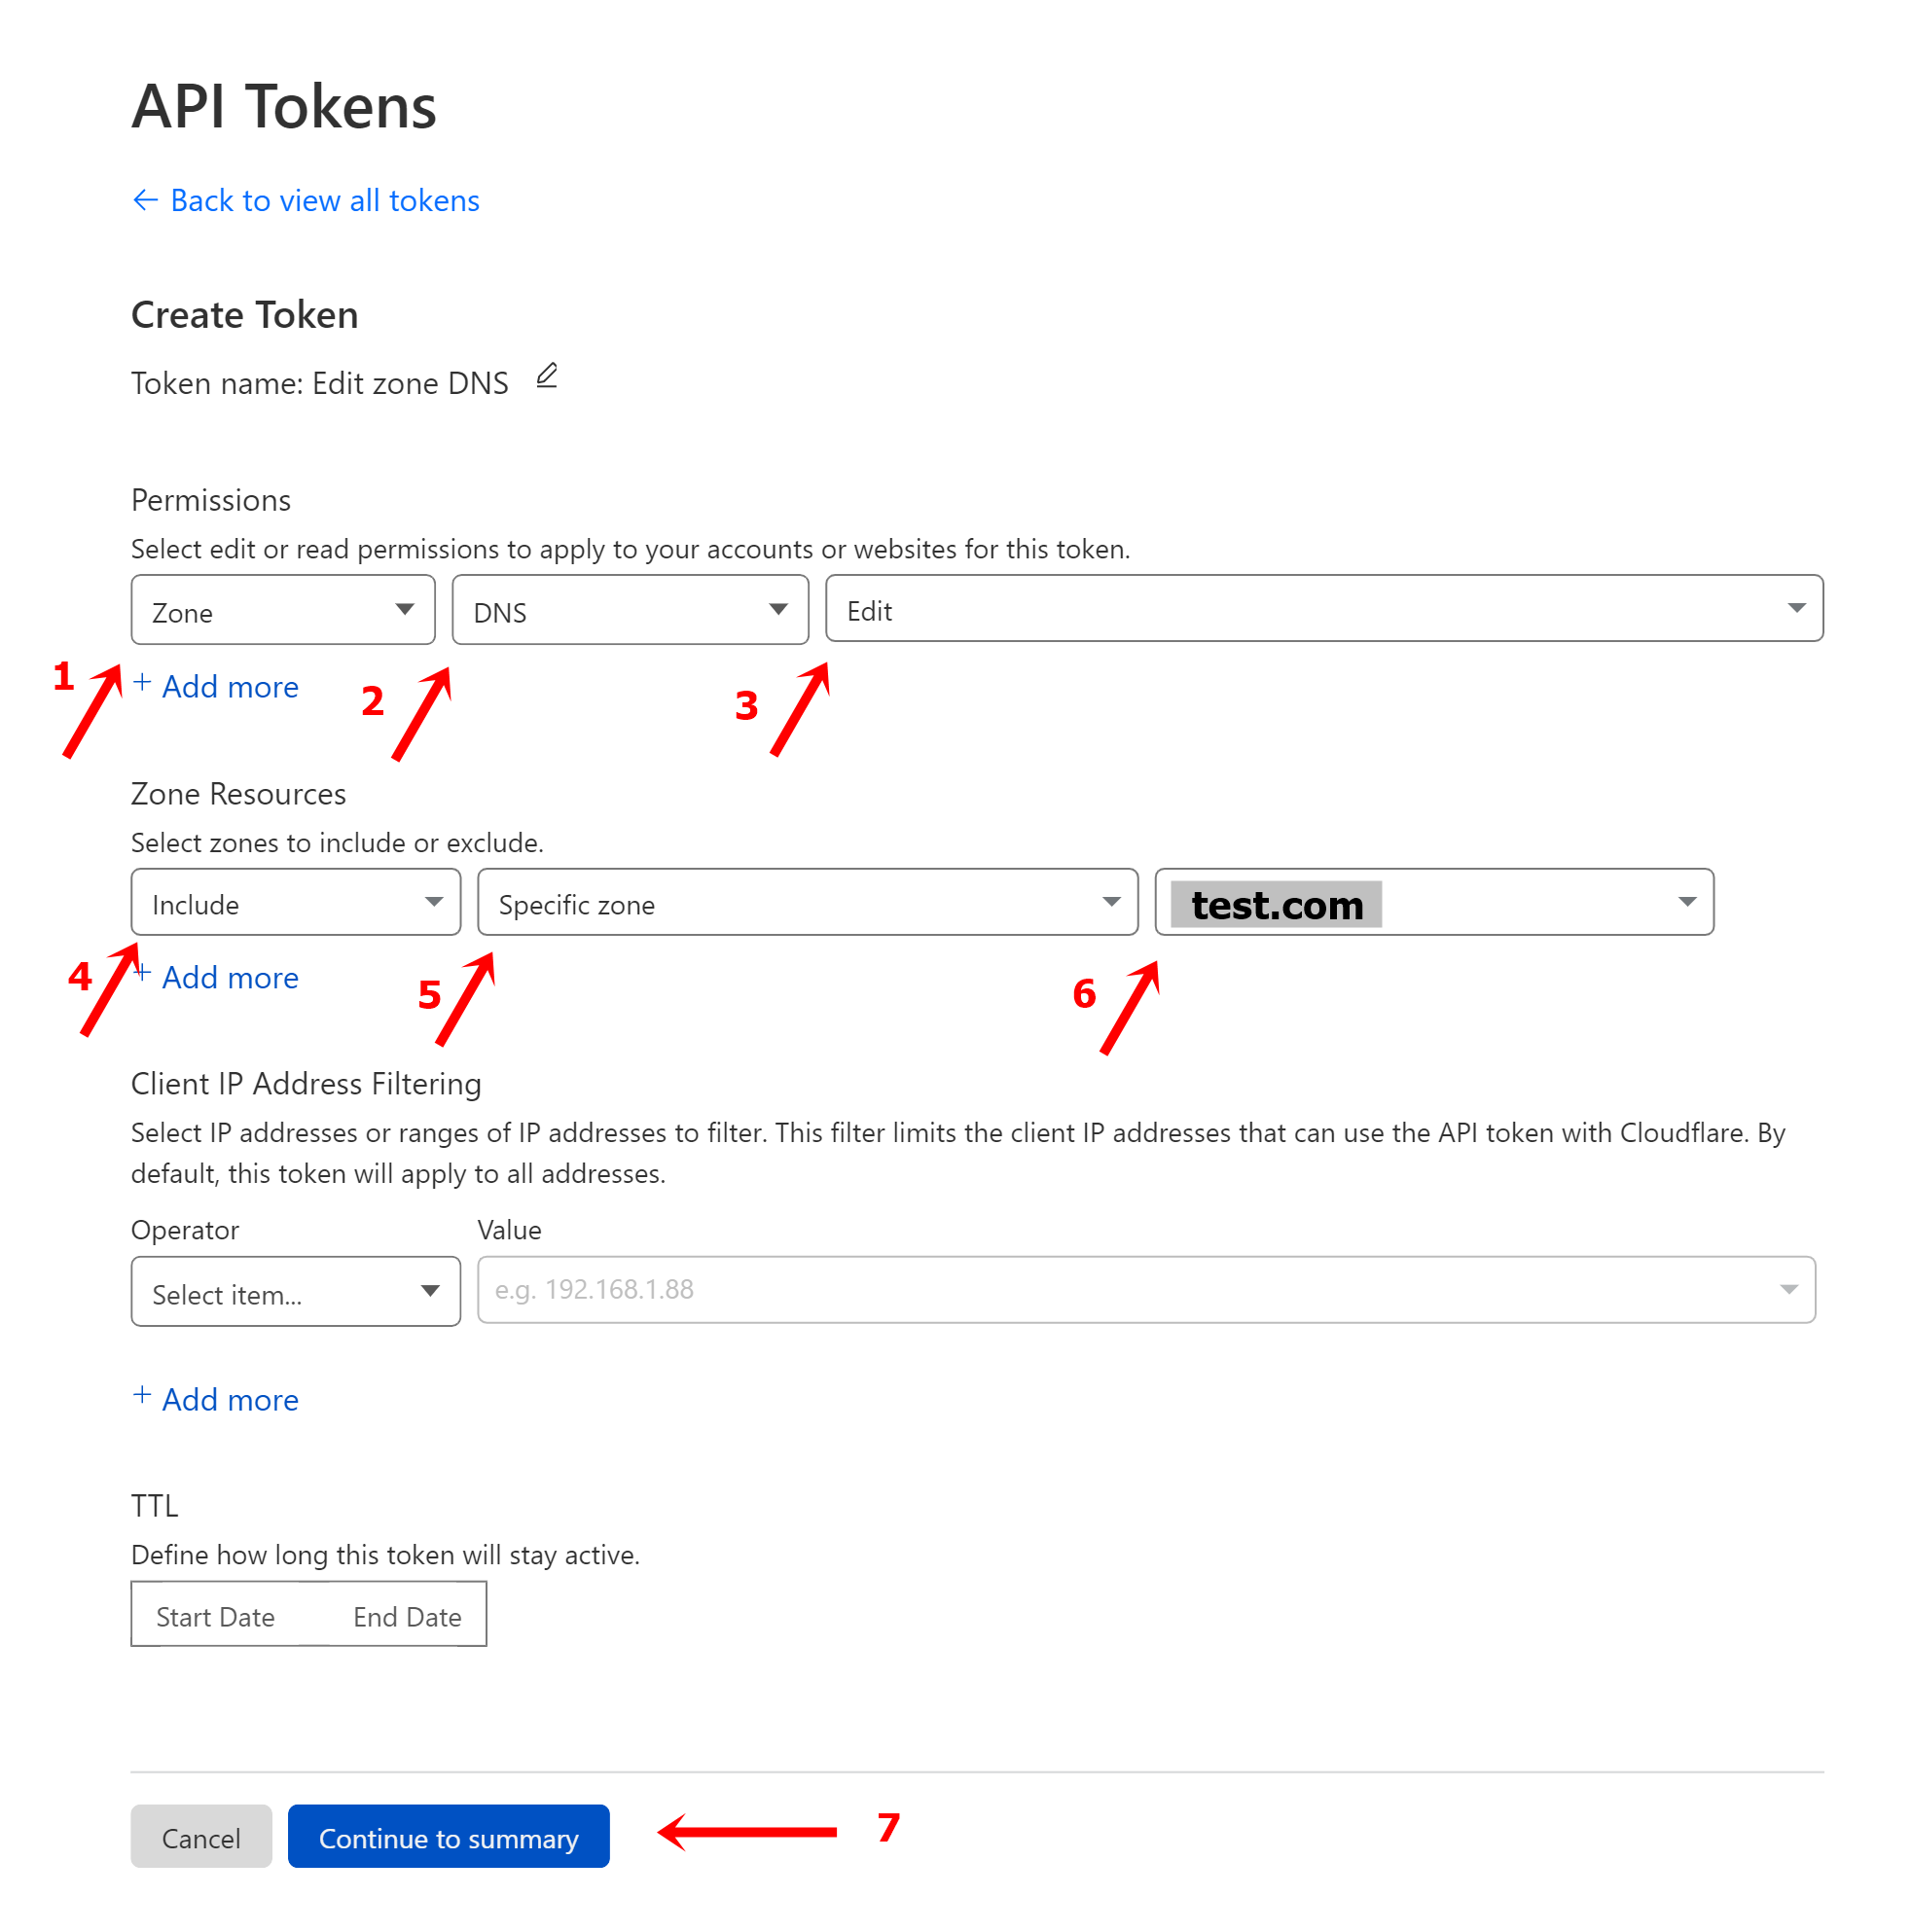 API Tokens
← Back to view all tokens
Create Token
Token name: Edit zone DNS
Permissions
Select edit or read permissions to apply to your accounts or websites for this token.
Zone DNS Edit
1 + Add more 2 3
Zone Resources
Select zones to include or exclude.
Include Specific zone test.com
4 + Add more 5 6
Client IP Address Filtering
Select IP addresses or ranges of IP addresses to filter. This filter limits the client IP addresses that can use the API token with Cloudflare. By
default, this token will apply to all addresses.
Operator Value
Select item... e.g. 192.168.1.88
+ Add more
TTL
Define how long this token will stay active.
Start Date End Date
Cancel Continue to summary 7